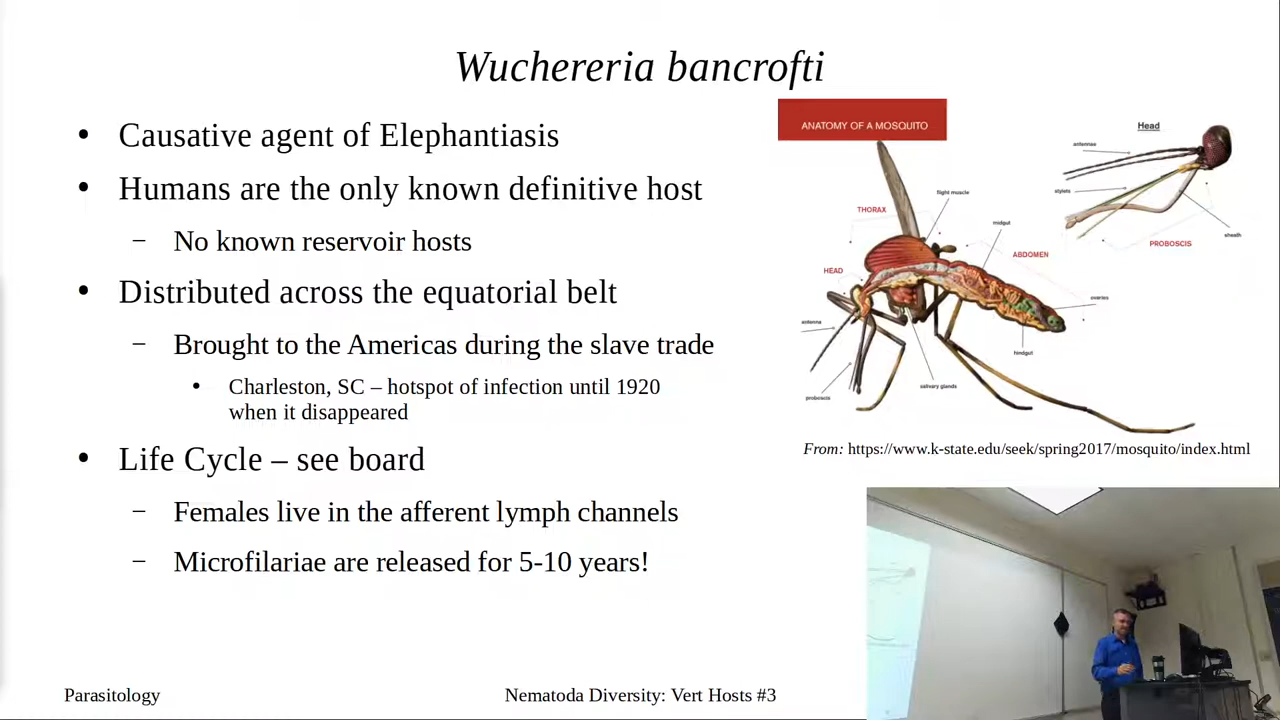 Wuchereria bancrofti
• Causative agent of Elephantiasis
• Humans are the only known definitive host
– No known reservoir hosts
• Distributed across the equatorial belt
– Brought to the Americas during the slave trade
• Charleston, SC – hotspot of infection until 1920
when it disappeared
• Life Cycle – see board
– Females live in the afferent lymph channels
– Microfilariae are released for 5-10 years!
ANATOMY OF A MOSQUITO
Head
antennae
stylets
sheath
PROBOSCIS
flight muscle
THORAX
midgut
ABDOMEN
HEAD
ovaries
antenna
hindgut
salivary glands
proboscis
From: https://www.k-state.edu/seek/spring2017/mosquito/index.html
Parasitology
Nematoda Diversity: Vert Hosts #3